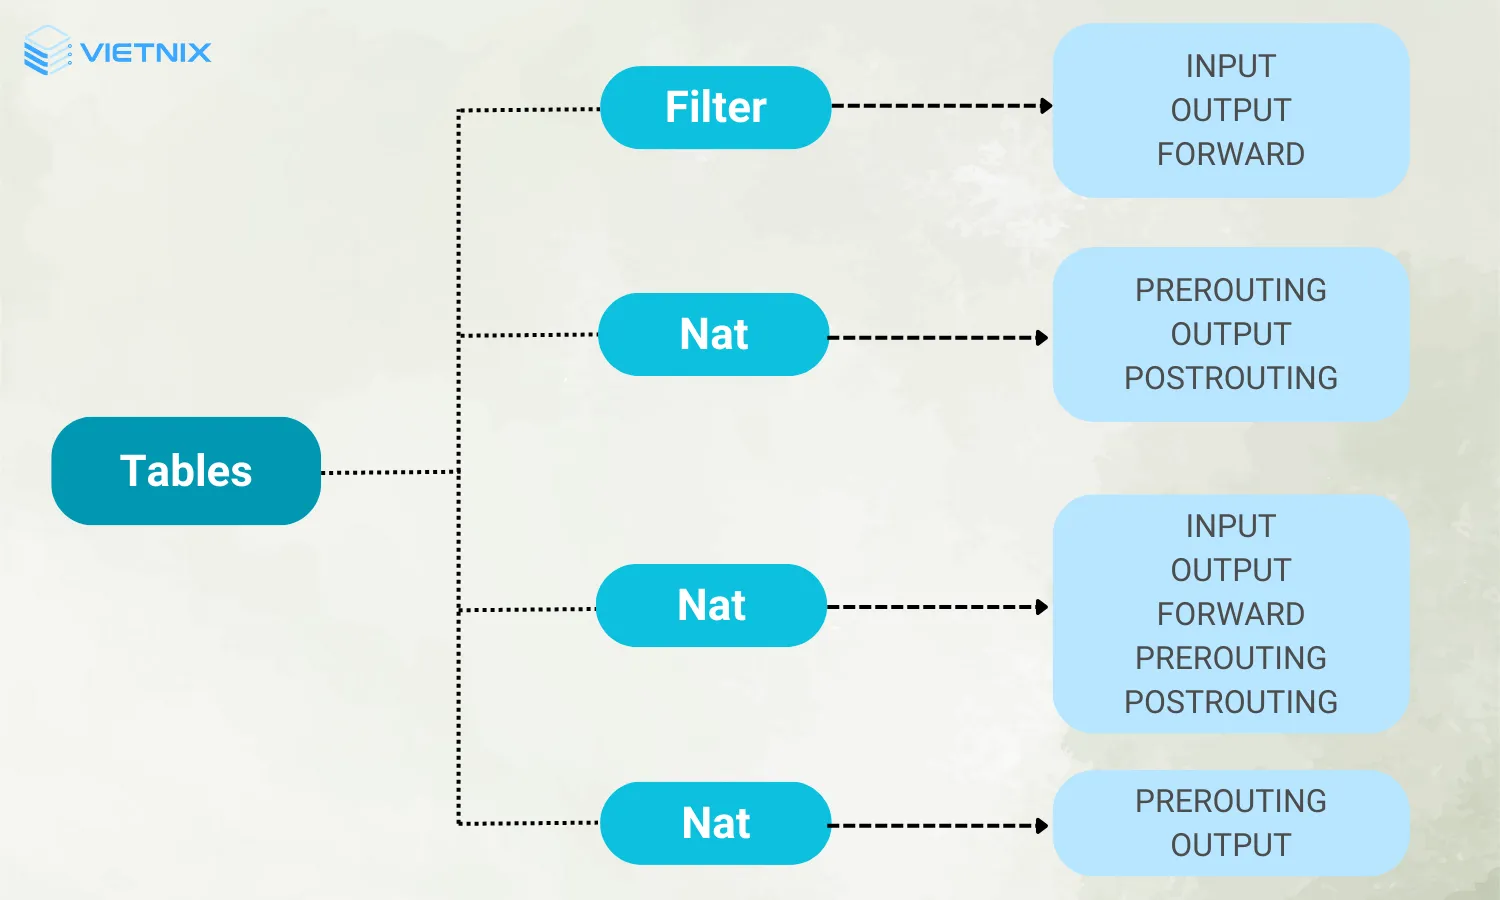 VIETNIX
Tables
Filter
INPUT
OUTPUT
FORWARD
Nat
PREROUTING
OUTPUT
POSTROUTING
Nat
INPUT
OUTPUT
FORWARD
PREROUTING
POSTROUTING
Nat
PREROUTING
OUTPUT